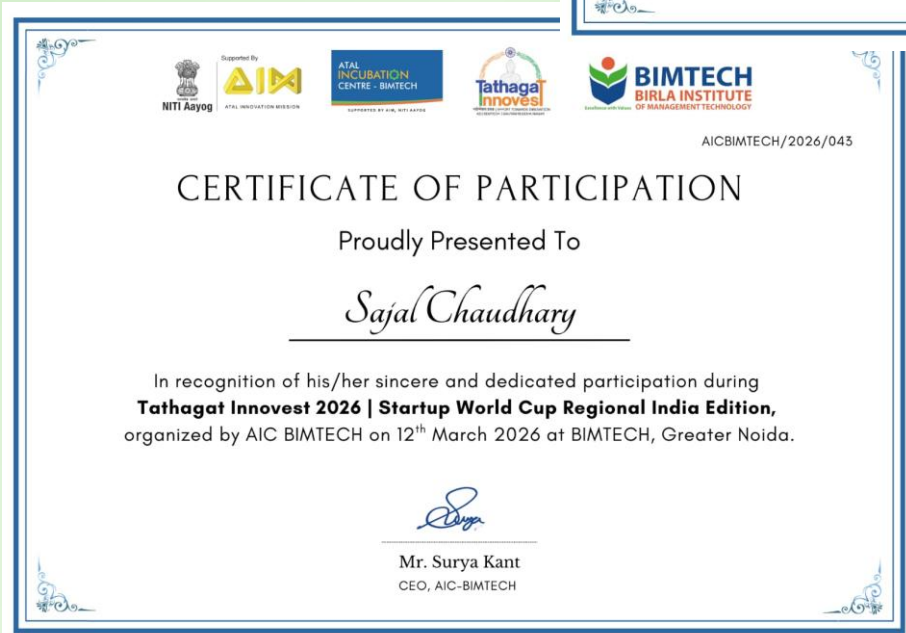 Supported By
NITI Aayog
AIM
ATAL INNOVATION MISSION
ATAL
INCUBATION
CENTRE - BIMTECH
SUPPORTED BY AIM, NITI AAYOG
Tathagat
Innovest
BIMTECH
BIRLA INSTITUTE
OF MANAGEMENT TECHNOLOGY
Excellence with Values
AICBIMTECH/2026/043
CERTIFICATE OF PARTICIPATION
Proudly Presented To
Sajal Chaudhary
In recognition of his/her sincere and dedicated participation during
Tathagat Innovest 2026 | Startup World Cup Regional India Edition,
organized by AIC BIMTECH on 12th March 2026 at BIMTECH, Greater Noida.
Surya
Mr. Surya Kant
CEO, AIC-BIMTECH